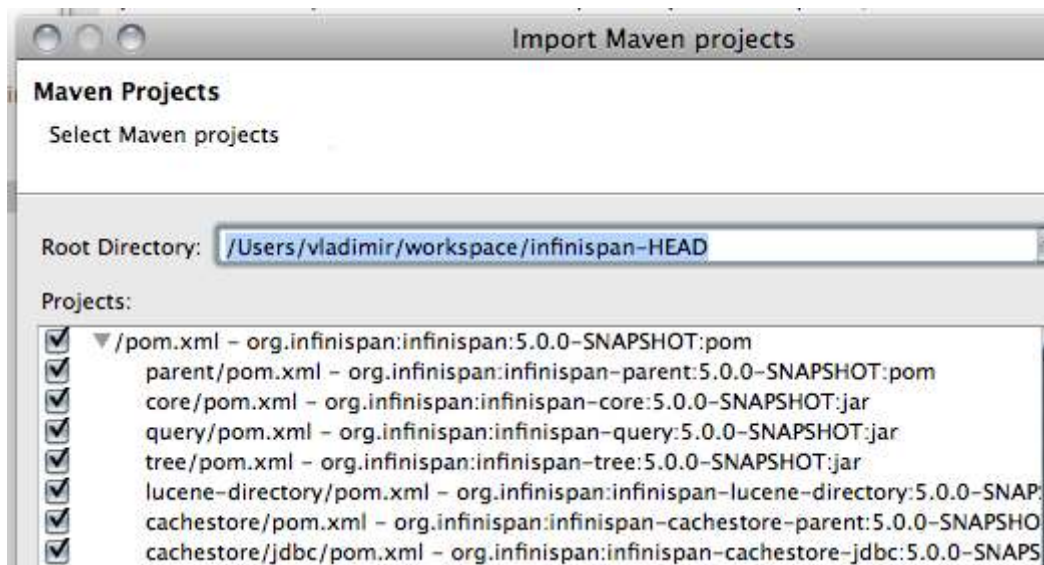 Import Maven projects
Maven Projects
Select Maven projects
Root Directory: /Users/vladimir/workspace/infinispan-HEAD
Projects:
/pom.xml – org.infinispan:infinispan:5.0.0-SNAPSHOT:pom
parent/pom.xml – org.infinispan:infinispan-parent:5.0.0-SNAPSHOT:pom
core/pom.xml – org.infinispan:infinispan-core:5.0.0-SNAPSHOT:jar
query/pom.xml – org.infinispan:infinispan-query:5.0.0-SNAPSHOT:jar
tree/pom.xml – org.infinispan:infinispan-tree:5.0.0-SNAPSHOT:jar
lucene-directory/pom.xml – org.infinispan:infinispan-lucene-directory:5.0.0-SNAP
cachestore/pom.xml – org.infinispan:infinispan-cachestore-parent:5.0.0-SNAPSHO
cachestore/jdbc/pom.xml – org.infinispan:infinispan-cachestore-jdbc:5.0.0-SNAPS